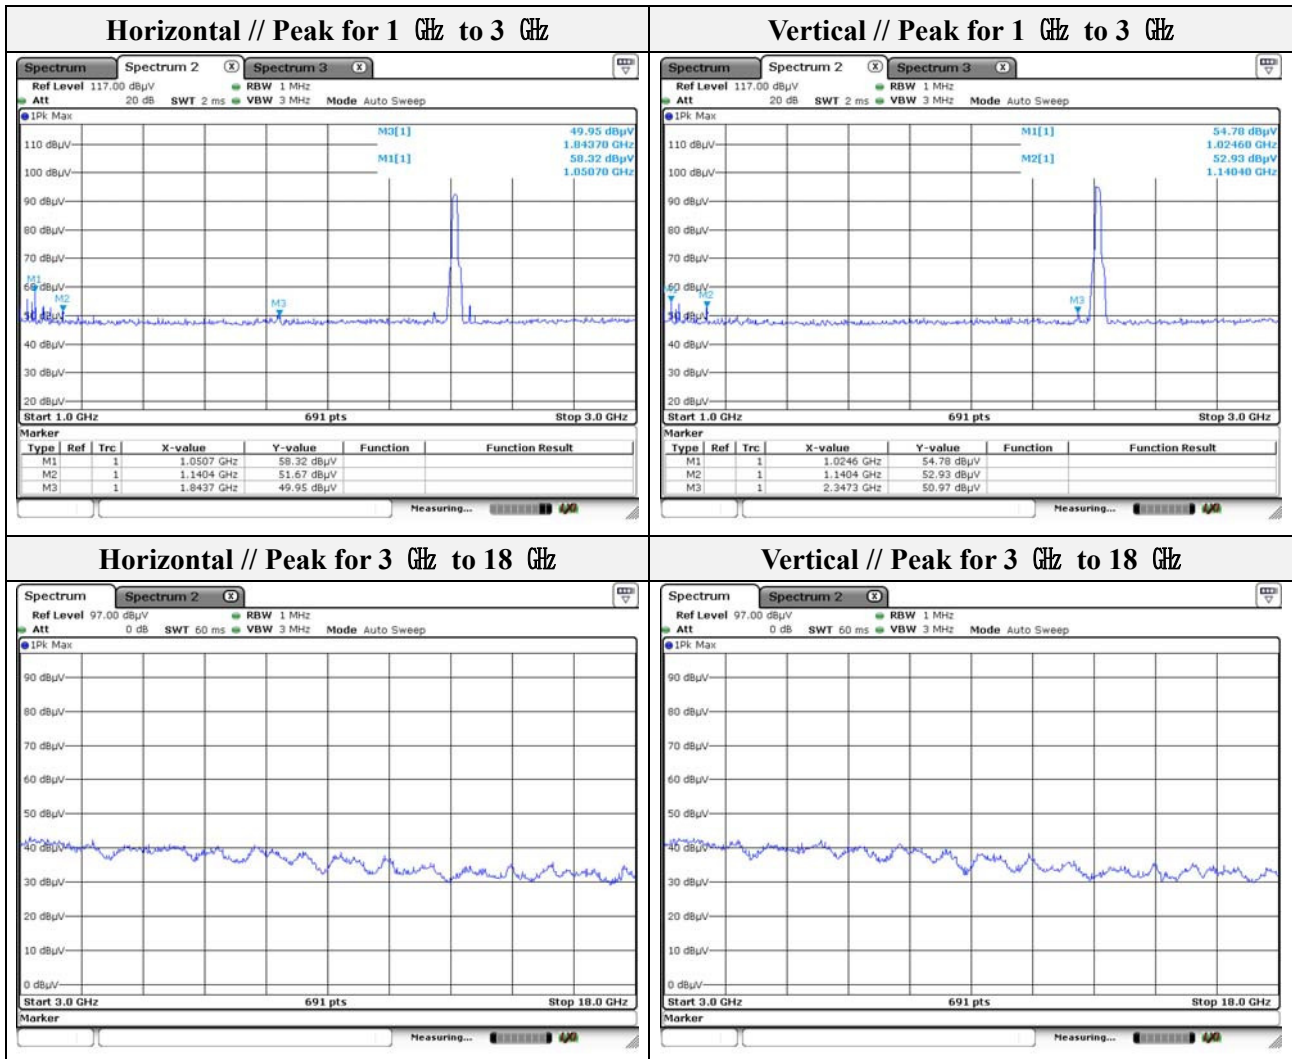 Horizontal // Peak for 1 ㎓ to 3 ㎓
Spectrum Spectrum 2 X Spectrum 3 X
Ref Level 117.00 dBµV RBW 1 MHz
Att 20 dB SWT 2 ms VBW 3 MHz Mode Auto Sweep
1Pk Max
M3[1] 49.95 dBµV
1.84370 GHz
M1[1] 58.32 dBµV
1.05070 GHz
110 dBµV
100 dBµV
90 dBµV
80 dBµV
70 dBµV
M1
60 dBµV
M2
M3
50 dBµV
40 dBµV
30 dBµV
20 dBµV
Start 1.0 GHz 691 pts Stop 3.0 GHz
Marker
Type Ref Trc X-value Y-value Function Function Result
M1 1 1.0507 GHz 58.32 dBµV
M2 1 1.1404 GHz 51.67 dBµV
M3 1 1.8437 GHz 49.95 dBµV
Measuring...
Vertical // Peak for 1 ㎓ to 3 ㎓
Spectrum Spectrum 2 X Spectrum 3 X
Ref Level 117.00 dBµV RBW 1 MHz
Att 20 dB SWT 2 ms VBW 3 MHz Mode Auto Sweep
1Pk Max
M1[1] 54.78 dBµV
1.02460 GHz
M2[1] 52.93 dBµV
1.14040 GHz
110 dBµV
100 dBµV
90 dBµV
80 dBµV
70 dBµV
60 dBµV
M2
M3
50 dBµV
40 dBµV
30 dBµV
20 dBµV
Start 1.0 GHz 691 pts Stop 3.0 GHz
Marker
Type Ref Trc X-value Y-value Function Function Result
M1 1 1.0246 GHz 54.78 dBµV
M2 1 1.1404 GHz 52.93 dBµV
M3 1 2.3473 GHz 50.97 dBµV
Measuring...
Horizontal // Peak for 3 ㎓ to 18 ㎓
Spectrum Spectrum 2 X
Ref Level 97.00 dBµV RBW 1 MHz
Att 0 dB SWT 60 ms VBW 3 MHz Mode Auto Sweep
1Pk Max
90 dBµV
80 dBµV
70 dBµV
60 dBµV
50 dBµV
40 dBµV
30 dBµV
20 dBµV
10 dBµV
0 dBµV
Start 3.0 GHz 691 pts Stop 18.0 GHz
Marker
Measuring...
Vertical // Peak for 3 ㎓ to 18 ㎓
Spectrum Spectrum 2 X
Ref Level 97.00 dBµV RBW 1 MHz
Att 0 dB SWT 60 ms VBW 3 MHz Mode Auto Sweep
1Pk Max
90 dBµV
80 dBµV
70 dBµV
60 dBµV
50 dBµV
40 dBµV
30 dBµV
20 dBµV
10 dBµV
0 dBµV
Start 3.0 GHz 691 pts Stop 18.0 GHz
Marker
Measuring...